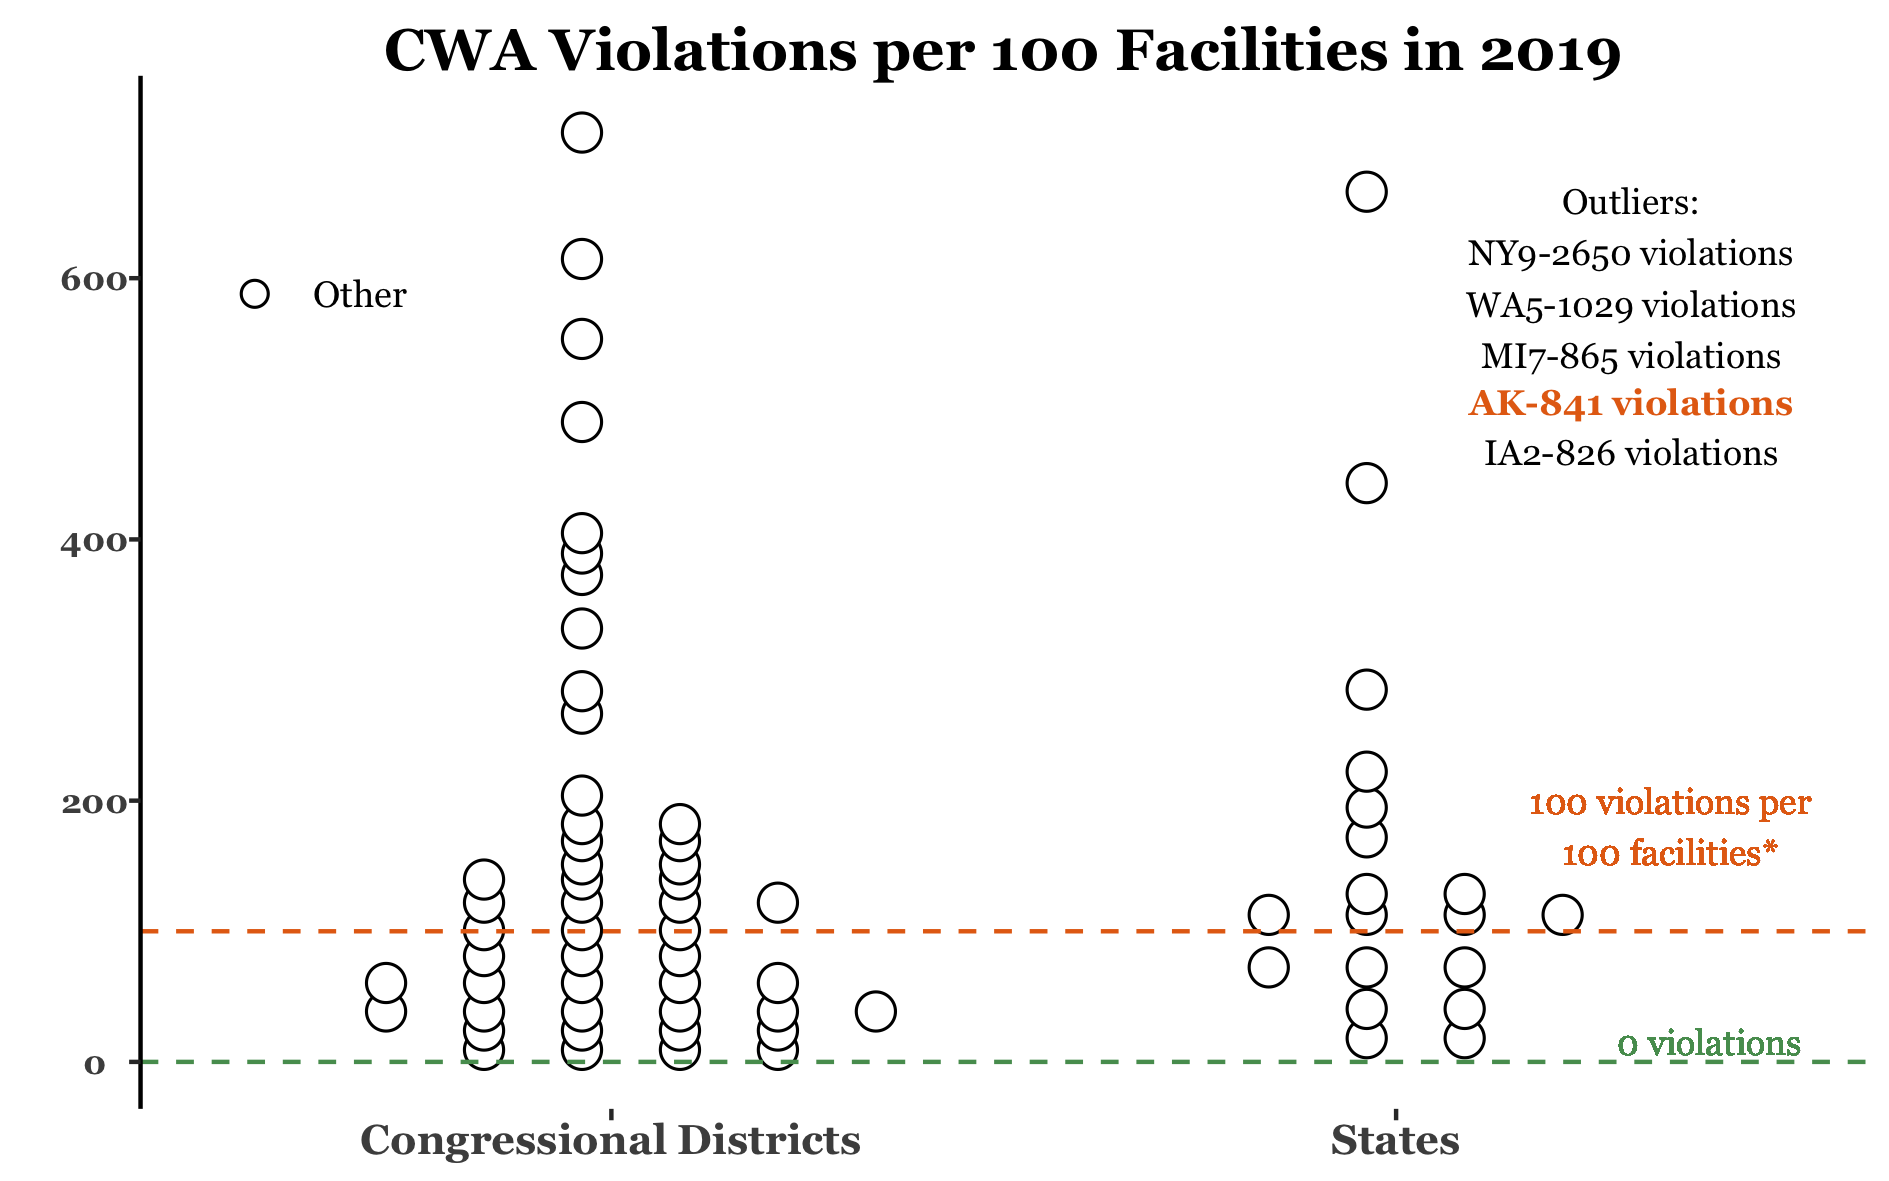 CWA Violations per 100 Facilities in 2019
Outliers:
NY9-2650 violations
WA5-1029 violations
MI7-865 violations
AK-841 violations
IA2-826 violations
600
Other
400
200
100 violations per
100 facilities*
0 violations
0
Congressional Districts
States